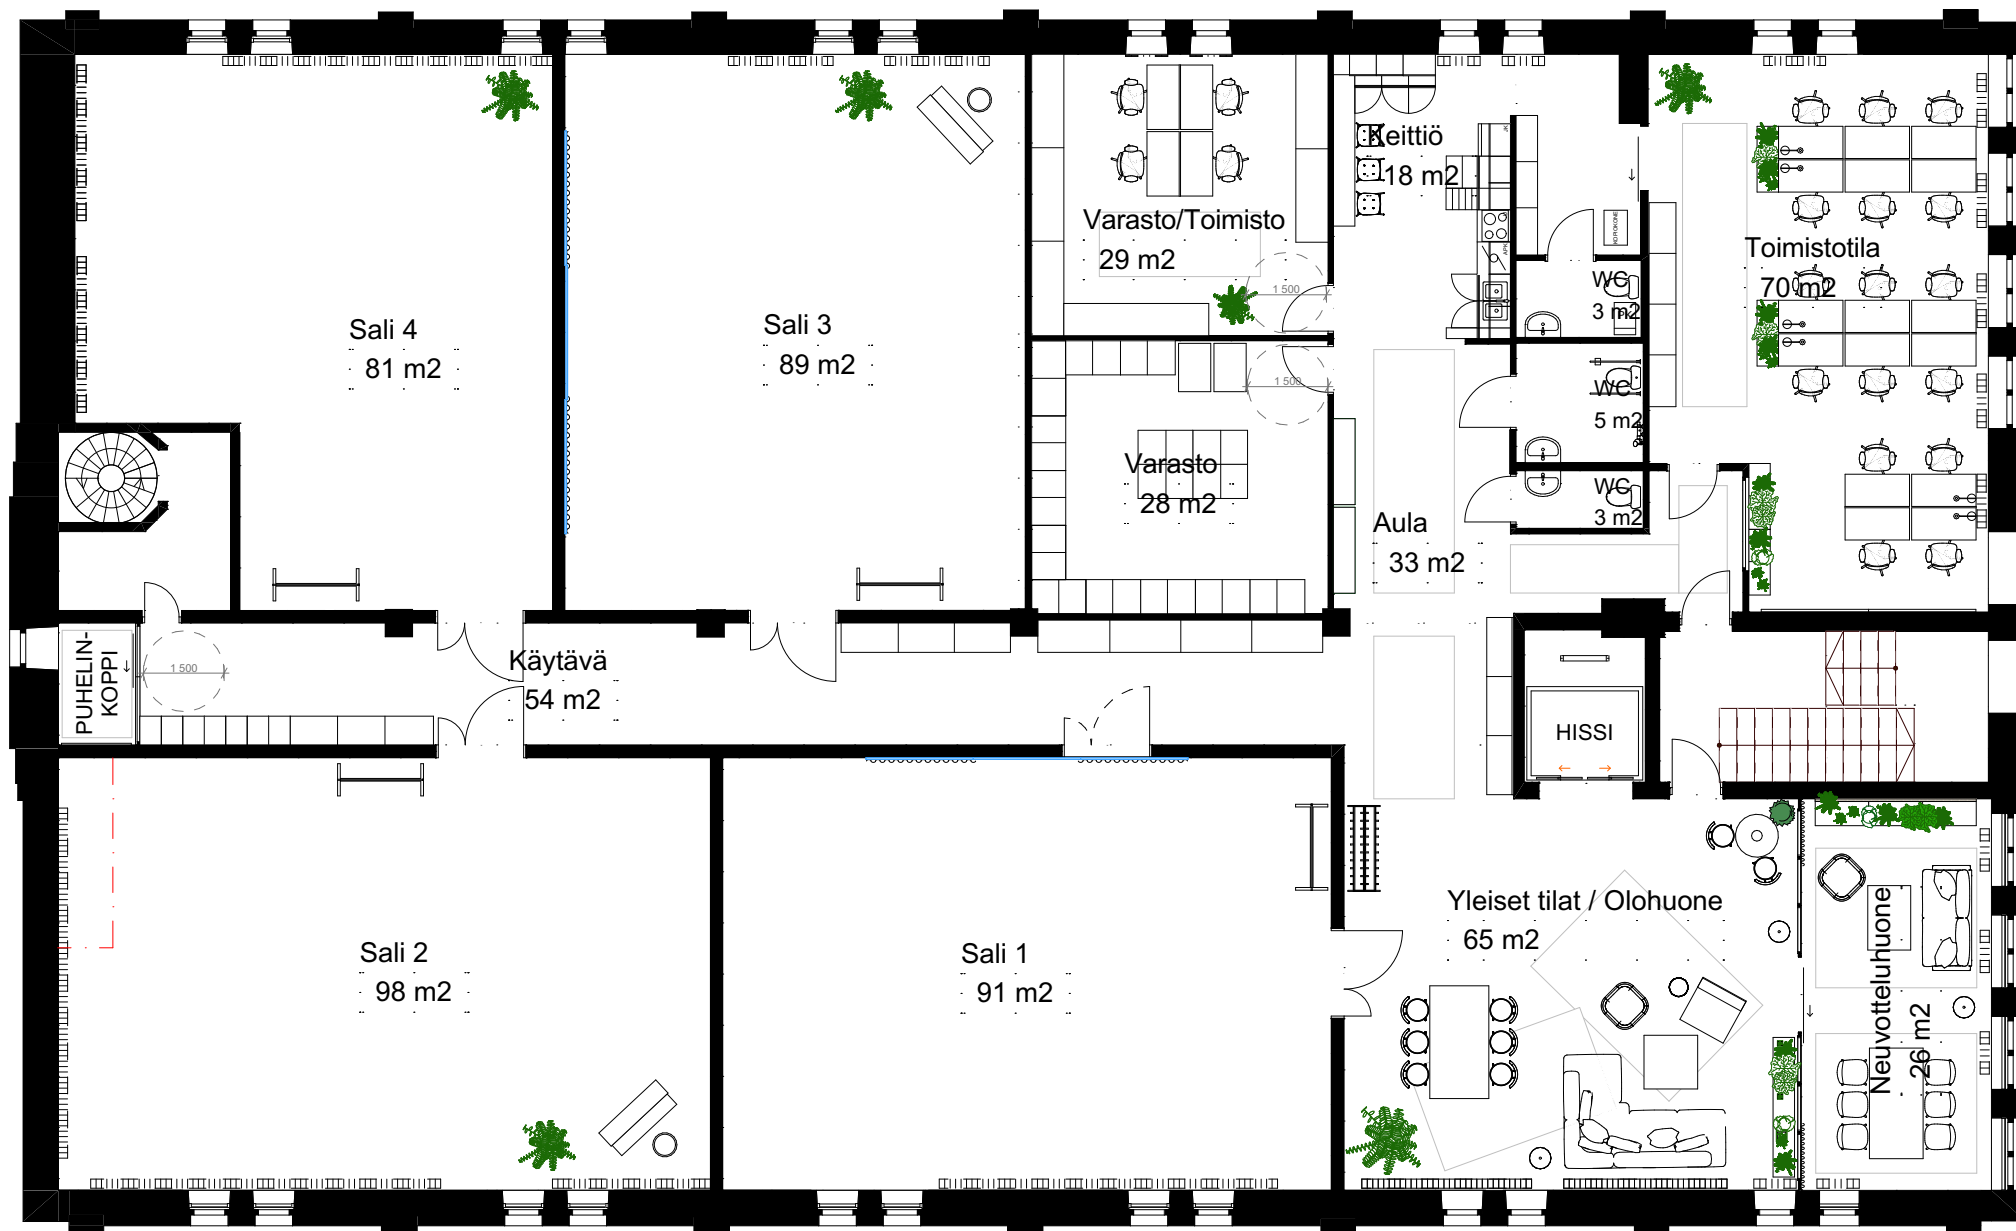 Keittiö
18 m2
JK
Varasto/Toimisto
29 m2
1 500
KOPIOKONE
APK
WC
3 m2
Toimistotila
70 m2
Sali 4
81 m2
Sali 3
89 m2
1 500
WC
5 m2
Varasto
28 m2
WC
3 m2
Aula
33 m2
PUHELIN-
KOPPI
1 500
Käytävä
54 m2
HISSI
Yleiset tilat / Olohuone
65 m2
Neuvotteluhuone
26 m2
Sali 2
98 m2
Sali 1
91 m2